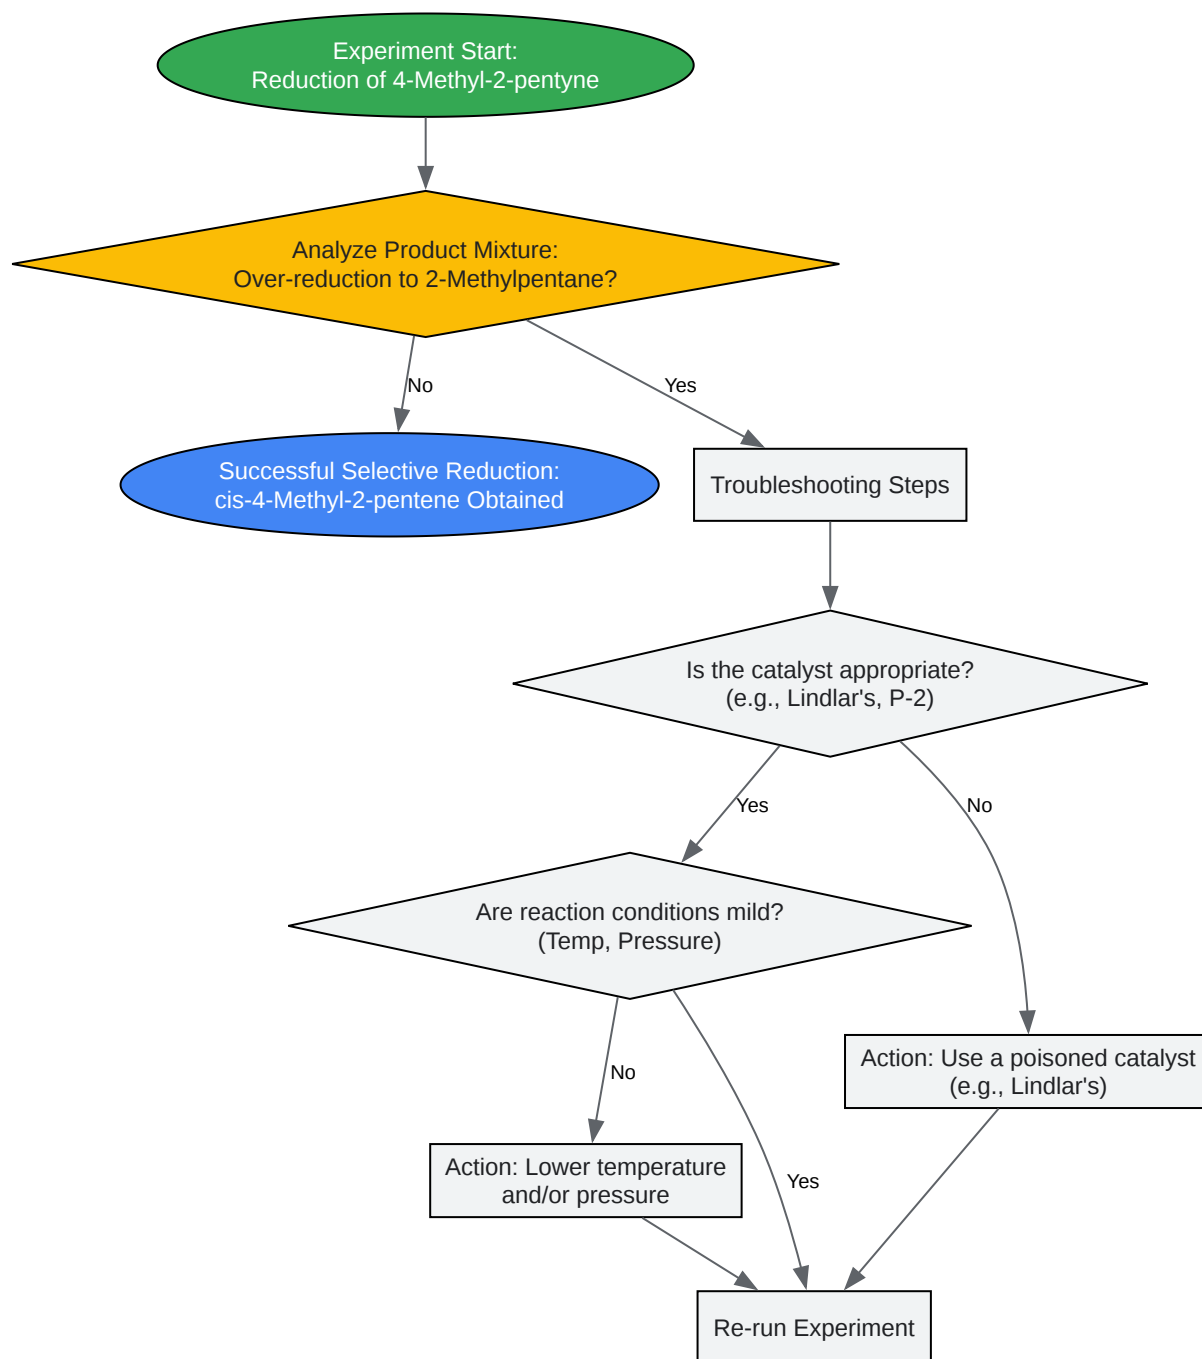 Experiment Start:
Reduction of 4-Methyl-2-pentyne
Analyze Product Mixture:
Over-reduction to 2-Methylpentane?
No
Yes
Successful Selective Reduction:
cis-4-Methyl-2-pentene Obtained
Troubleshooting Steps
Is the catalyst appropriate?
(e.g., Lindlar's, P-2)
Yes
No
Are reaction conditions mild?
(Temp, Pressure)
No
Yes
Action: Use a poisoned catalyst
(e.g., Lindlar's)
Action: Lower temperature
and/or pressure
Re-run Experiment